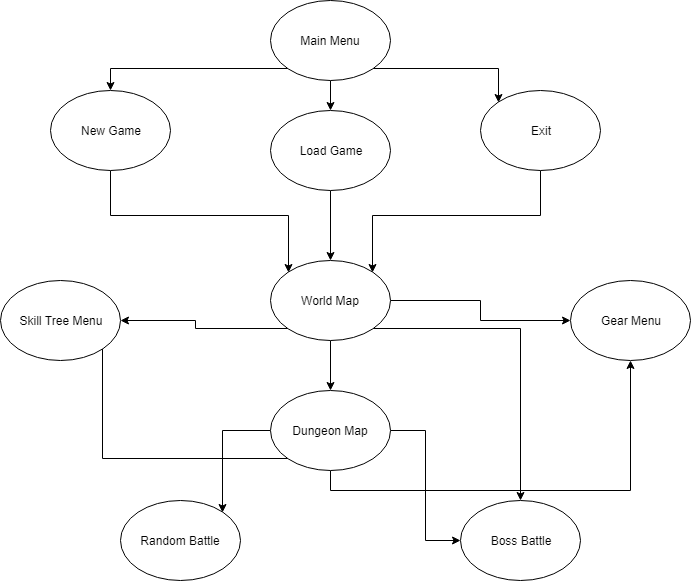 Main Menu
New Game
Load Game
Exit
World Map
Skill Tree Menu
Gear Menu
Dungeon Map
Random Battle
Boss Battle